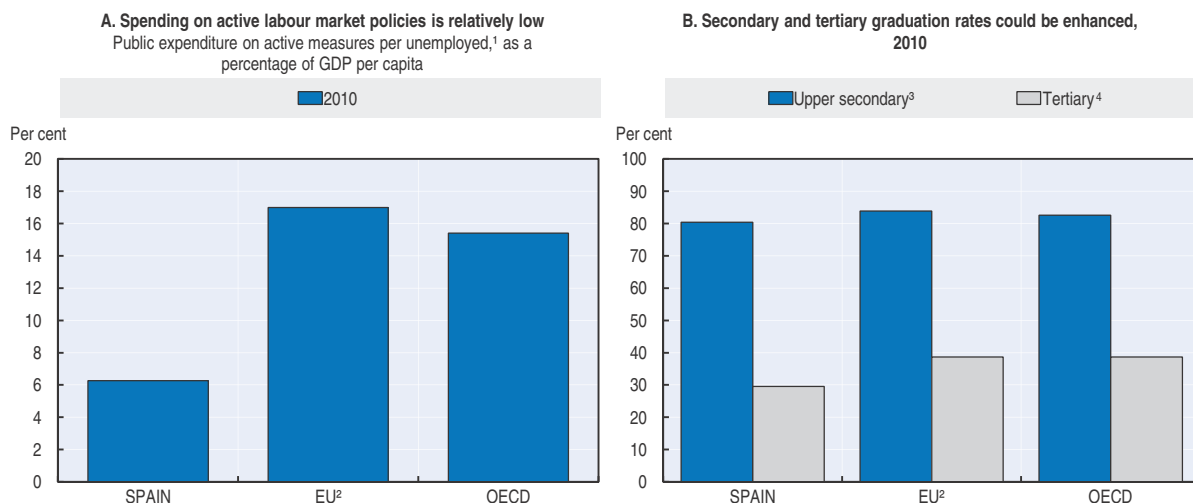 A. Spending on active labour market policies is relatively low
Public expenditure on active measures per unemployed,¹ as a
percentage of GDP per capita
2010
Per cent
20
18
16
14
12
10
8
6
4
2
0
SPAIN
EU²
OECD
B. Secondary and tertiary graduation rates could be enhanced,
2010
Upper secondary³
Tertiary⁴
Per cent
100
90
80
70
60
50
40
30
20
10
0
SPAIN
EU²
OECD